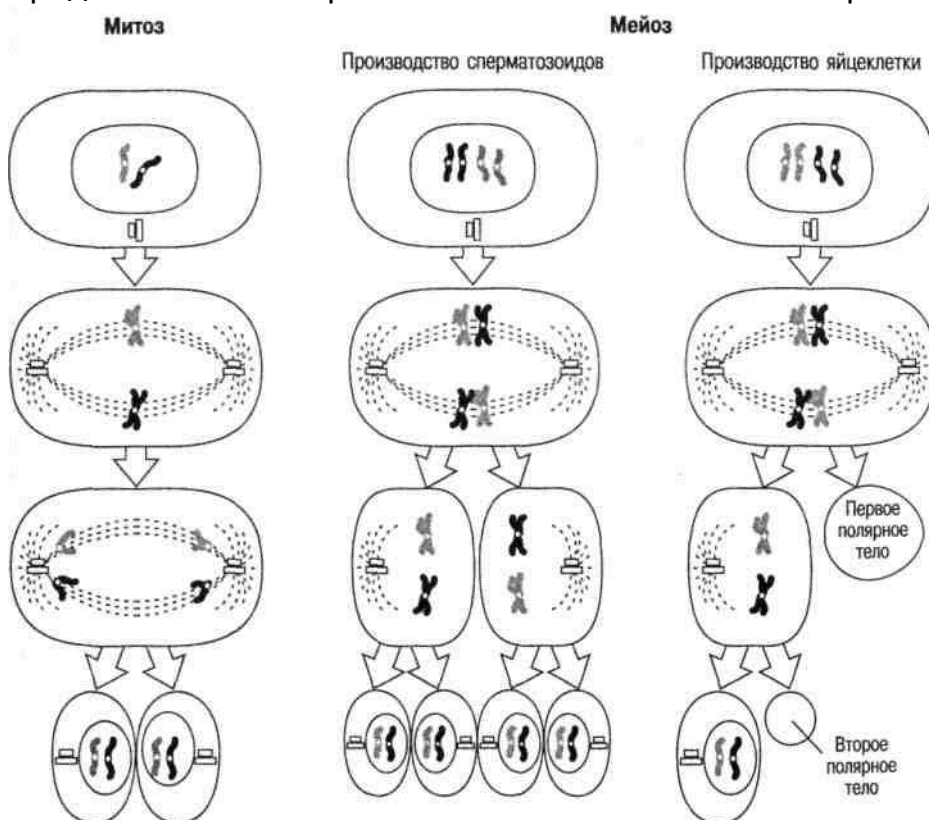 Митоз
Мейоз
Производство сперматозоидов
Производство яйцеклетки
Первое
полярное
тело
Второе
полярное
тело